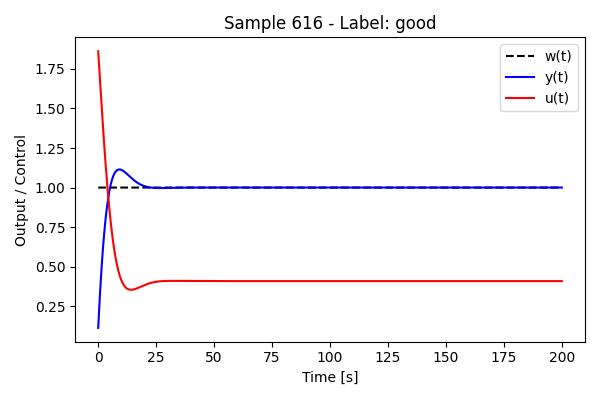 Sample 616 - Label: good
Output / Control
1.75
1.50
1.25
1.00
0.75
0.50
0.25
w(t)
y(t)
u(t)
0 25 50 75 100 125 150 175 200
Time [s]